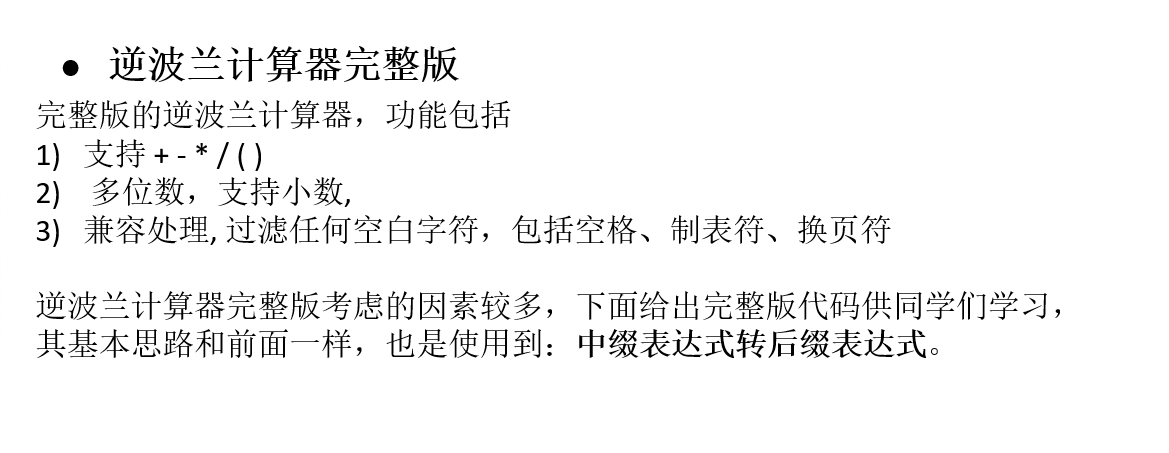 ● 逆波兰计算器完整版
完整版的逆波兰计算器，功能包括
1) 支持 + - * / ( )
2) 多位数，支持小数,
3) 兼容处理, 过滤任何空白字符，包括空格、制表符、换页符
逆波兰计算器完整版考虑的因素较多，下面给出完整版代码供同学们学习，
其基本思路和前面一样，也是使用到：中缀表达式转后缀表达式。